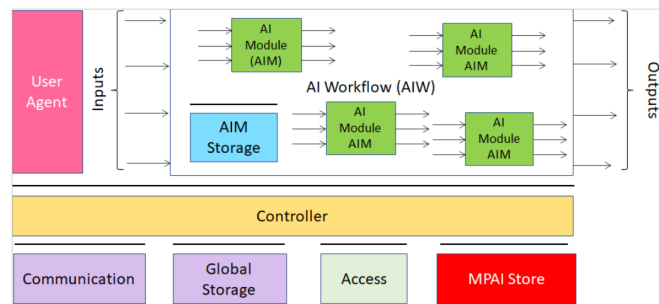 User
Agent
Inputs
AI
Module
(AIM)
AI
Module
AIM
AI Workflow (AIW)
AIM
Storage
AI
Module
AIM
AI
Module
AIM
Outputs
Controller
Communication
Global
Storage
Access
MPAI Store